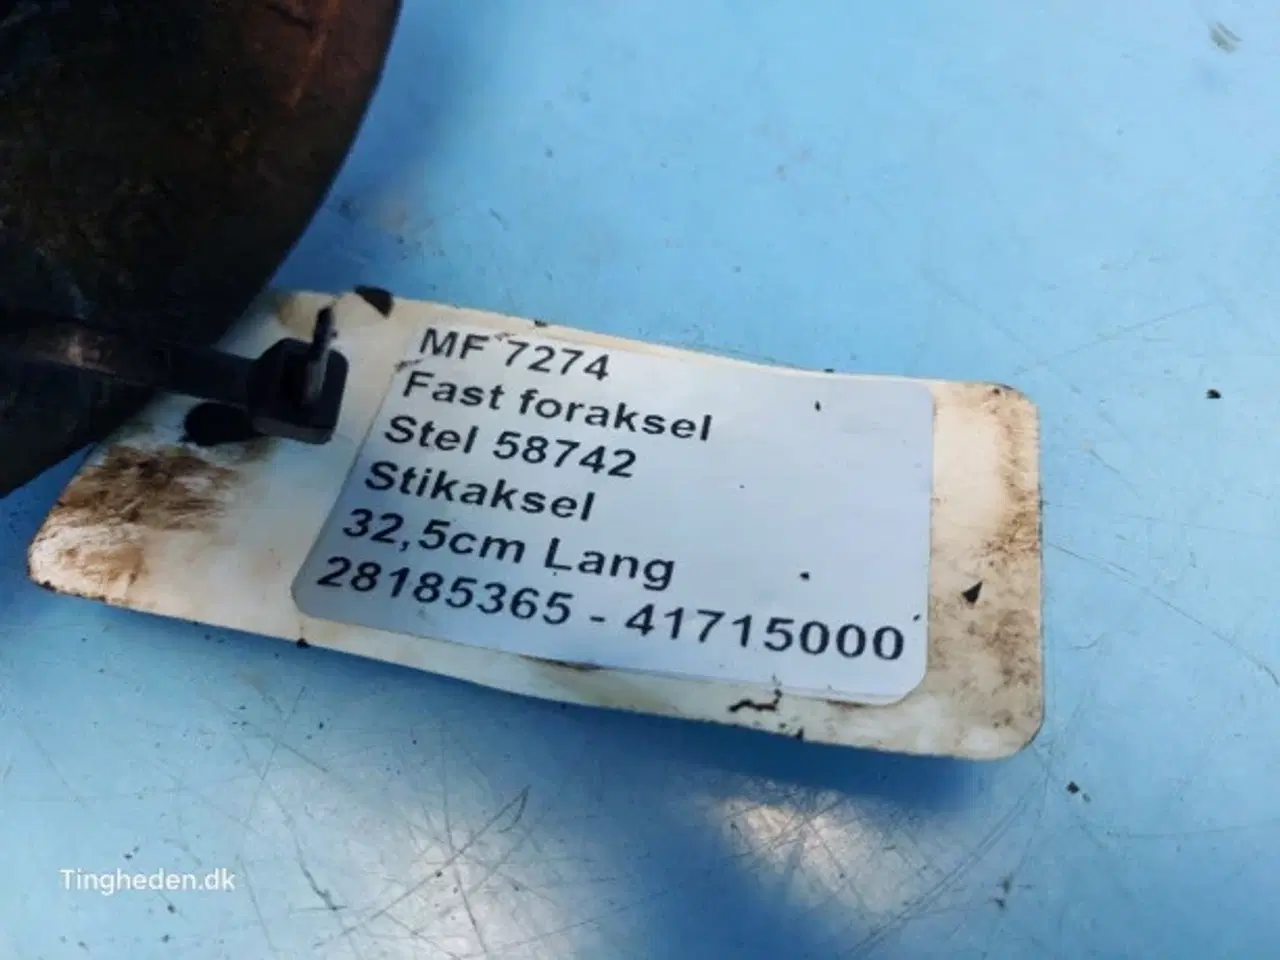 MF 7274
Fast foraksel
Stel 58742
Stikaksel
32,5cm Lang
28185365 - 41715000
Tingheden.dk